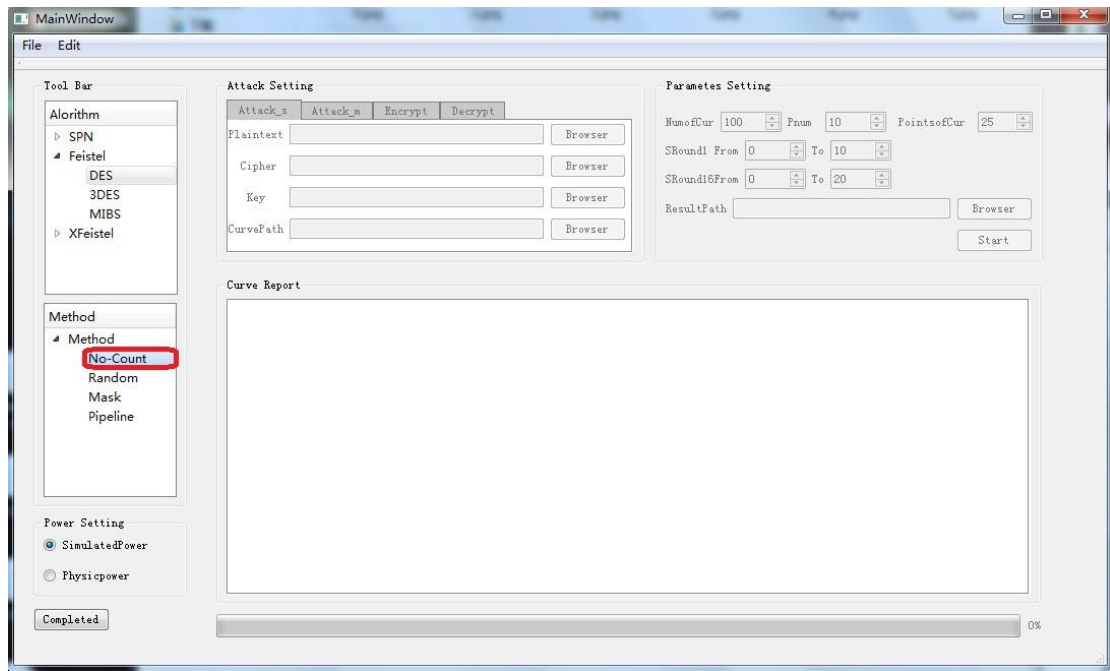 MainWindow
File Edit
Tool Bar
Alorithm
SPN
Feistel
DES
3DES
MIBS
XFeistel
Method
Method
No-Count
Random
Mask
Pipeline
Power Setting
SimulatedPower
Physicpower
Completed
Attack Setting
Attack_s Attack_m Encrypt Decrypt
Plaintext Browser
Cipher Browser
Key Browser
CurvePath Browser
Parametes Setting
NumofCur 100 Pnum 10 PointsofCur 25
SRound1 From 0 To 10
SRound16From 0 To 20
ResultPath Browser
Start
Curve Report
0%